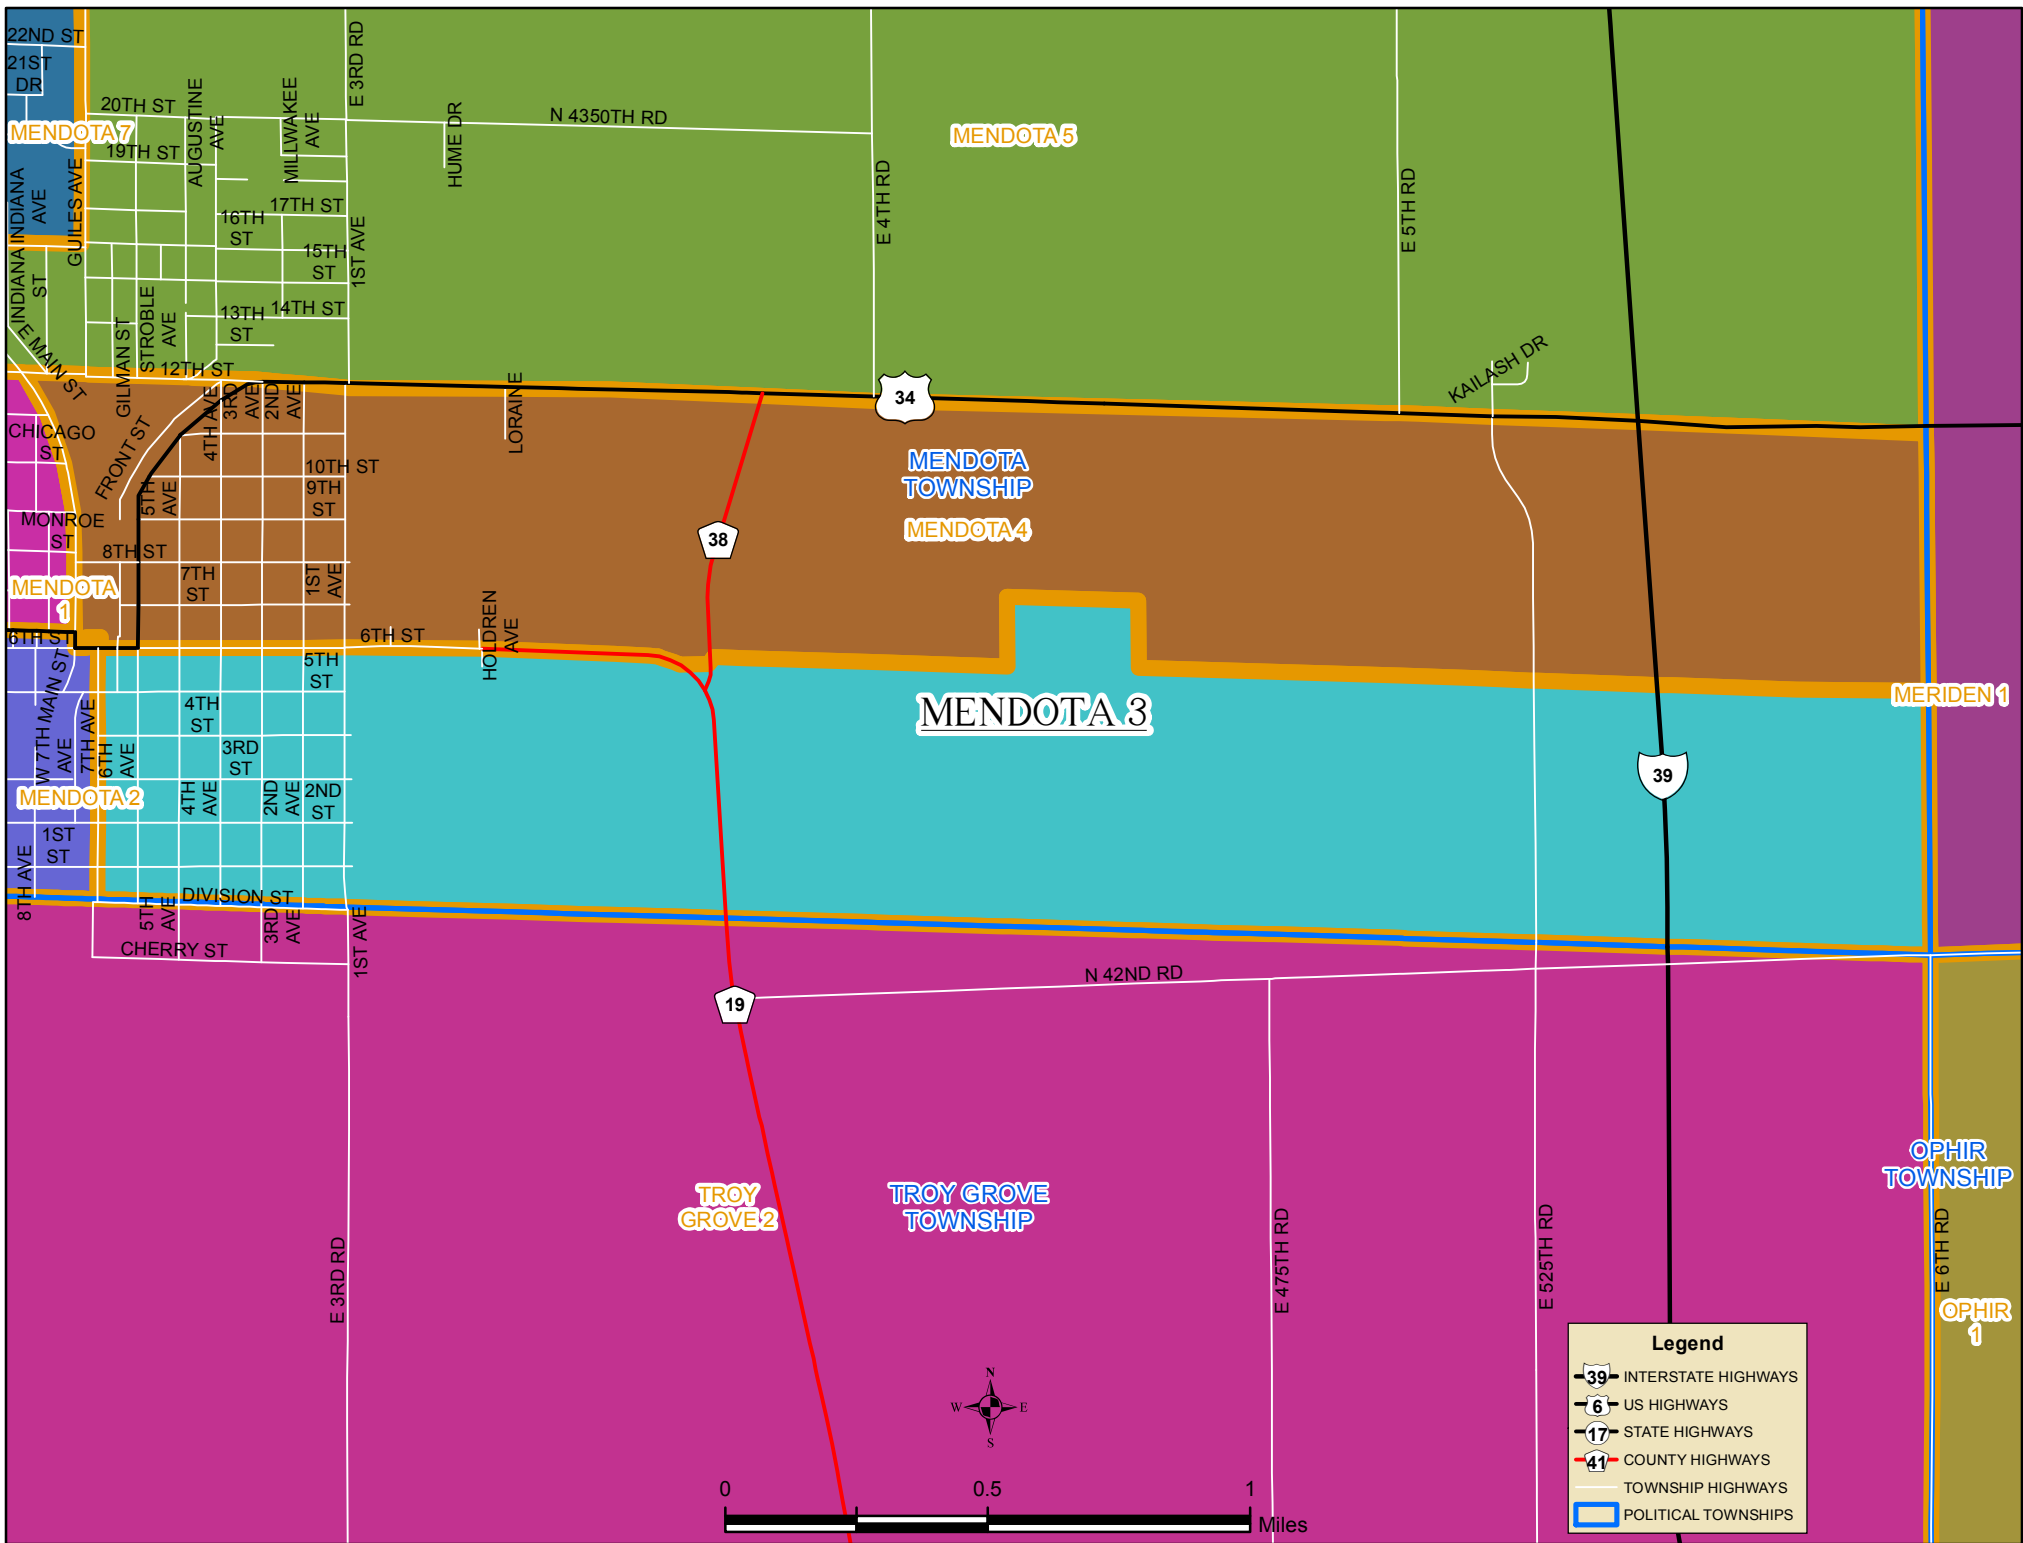 22ND ST
21ST
DR
MENDOTA 7
20TH ST
19TH ST
AUGUSTINE
AVE
MILLWAKEE
AVE
E 3RD RD
HUME DR
N 4350TH RD
MENDOTA 5
E 4TH RD
E 5TH RD
INDIANA
AVE
INDIANA
ST
GUILES AVE
17TH ST
16TH
ST
15TH
ST
1ST AVE
14TH ST
13TH
ST
STROBLE
AVE
GILMAN ST
E MAIN ST
12TH ST
KAILASH DR
34
CHICAGO
ST
FRONT ST
4TH AVE
3RD
AVE
2ND
AVE
LORAINE
10TH ST
9TH
ST
5TH
AVE
MENDOTA
TOWNSHIP
MENDOTA 4
MONROE
ST
8TH ST
7TH
ST
1ST
AVE
38
MENDOTA
1
6TH ST
6TH ST
HOLDREN
AVE
5TH
ST
MAIN ST
W 7TH
AVE
7TH AVE
6TH
AVE
4TH
ST
3RD
ST
MENDOTA 3
MERIDEN 1
39
MENDOTA 2
4TH
AVE
2ND
AVE
2ND
ST
1ST
ST
8TH AVE
DIVISION ST
5TH
AVE
3RD
AVE
CHERRY ST
1ST AVE
N 42ND RD
19
TROY
GROVE 2
TROY GROVE
TOWNSHIP
OPHIR
TOWNSHIP
E 3RD RD
E 475TH RD
E 525TH RD
E 6TH RD
OPHIR
1
N
W E
S
0 0.5 1
Miles
Legend
39 INTERSTATE HIGHWAYS
6 US HIGHWAYS
17 STATE HIGHWAYS
41 COUNTY HIGHWAYS
TOWNSHIP HIGHWAYS
POLITICAL TOWNSHIPS